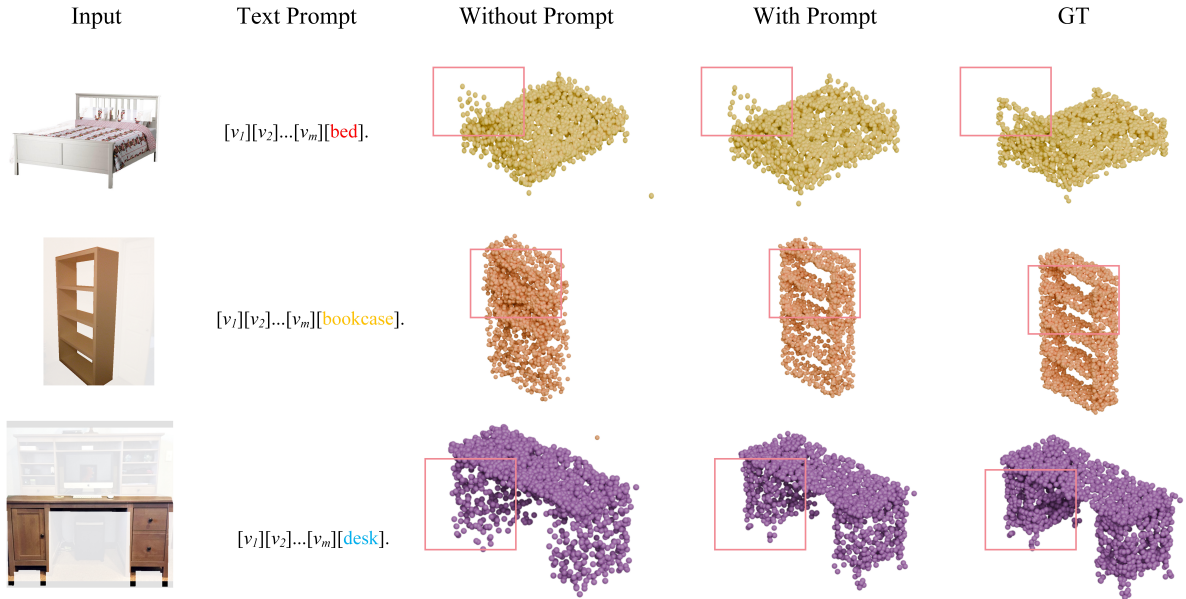 Input Text Prompt Without Prompt With Prompt GT
[v1][v2]...[vm][bed].
[v1][v2]...[vm][bookcase].
[v1][v2]...[vm][desk].